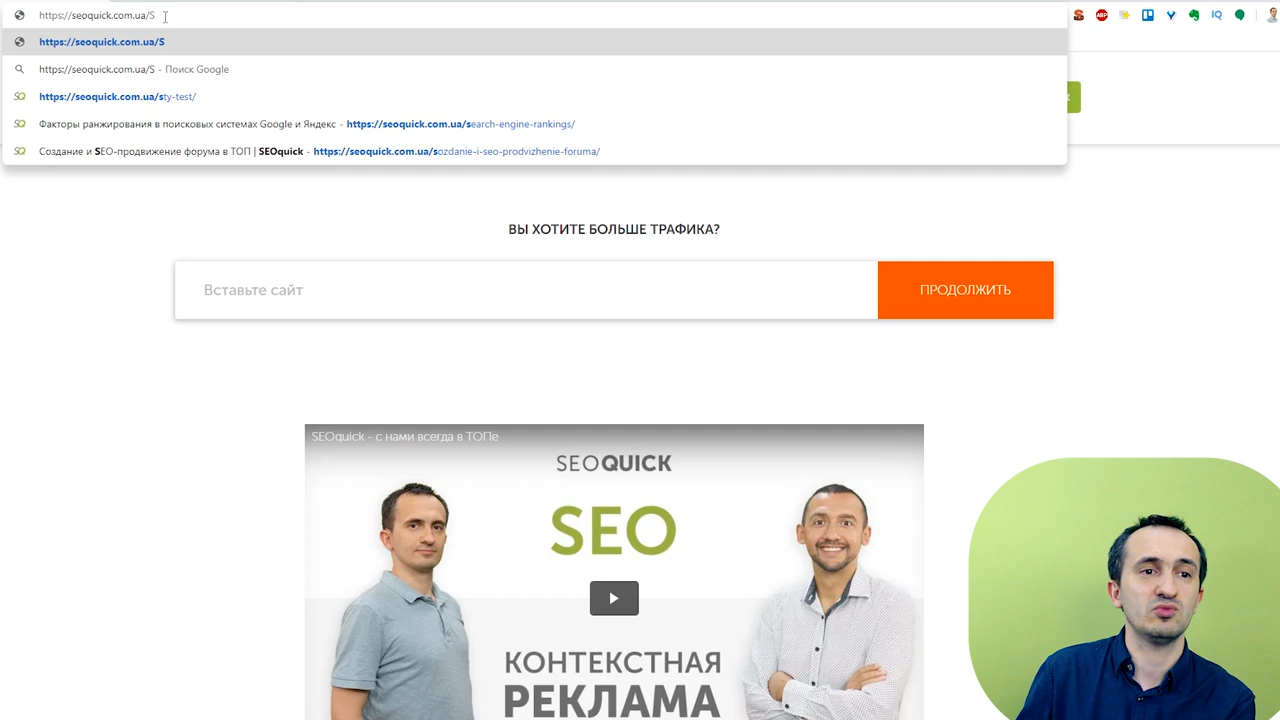 https://seoquick.com.ua/S
https://seoquick.com.ua/S
https://seoquick.com.ua/S - Поиск Google
https://seoquick.com.ua/sty-test/
Факторы ранжирования в поисковых системах Google и Яндекс - https://seoquick.com.ua/search-engine-rankings/
Создание и SEO-продвижение форума в ТОП | SEOquick - https://seoquick.com.ua/sozdanie-i-seo-prodvizhenie-foruma/
ВЫ ХОТИТЕ БОЛЬШЕ ТРАФИКА?
Вставьте сайт
ПРОДОЛЖИТЬ
SEOquick - с нами всегда в ТОПе
SEOQUICK
SEO
КОНТЕКСТНАЯ
РЕКЛАМА